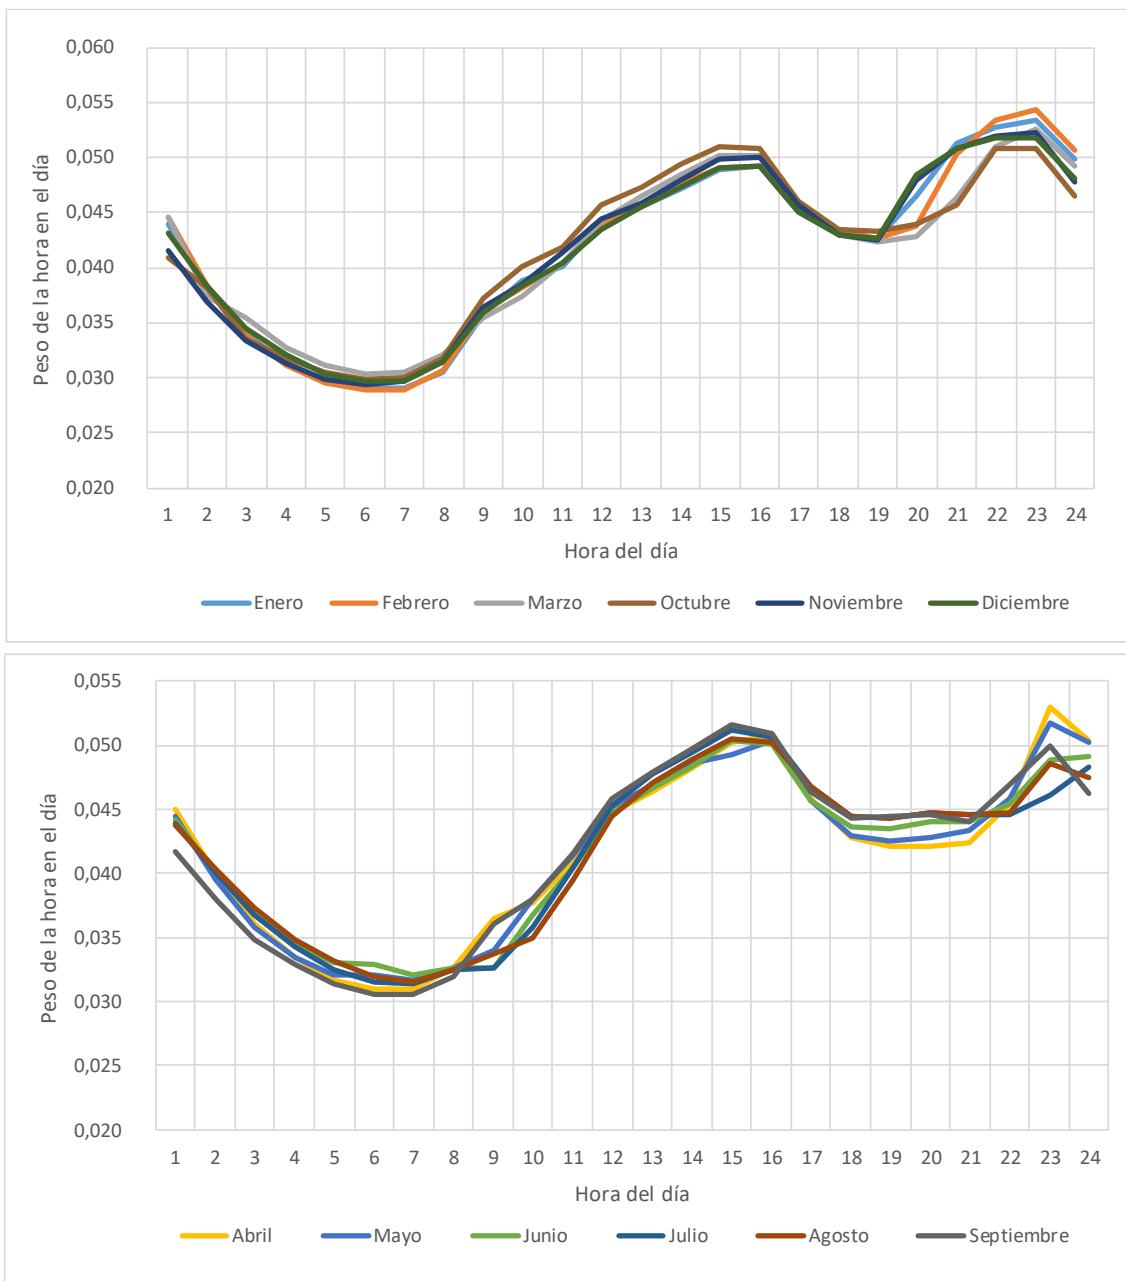 0,060
0,055
0,050
0,045
0,040
0,035
0,030
0,025
0,020
Peso de la hora en el día
1 2 3 4 5 6 7 8 9 10 11 12 13 14 15 16 17 18 19 20 21 22 23 24
Hora del día
Enero Febrero Marzo Octubre Noviembre Diciembre
0,055
0,050
0,045
0,040
0,035
0,030
0,025
0,020
Peso de la hora en el día
1 2 3 4 5 6 7 8 9 10 11 12 13 14 15 16 17 18 19 20 21 22 23 24
Hora del día
Abril Mayo Junio Julio Agosto Septiembre